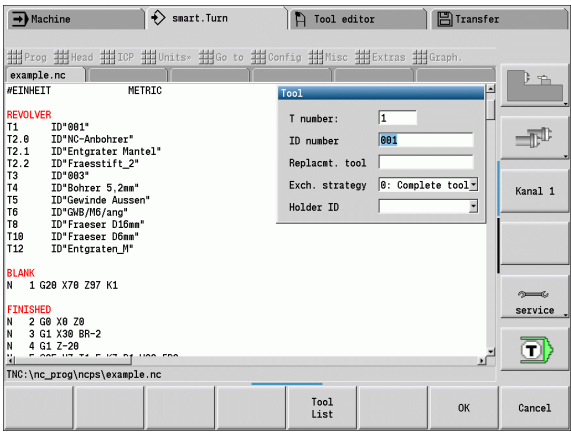 Machine smart.Turn Tool editor Transfer
Prog Head ICP Units» Go to Config Misc Extras Graph.
example.nc
#EINHEIT METRIC
REVOLVER
T1 ID"001"
T2.0 ID"NC-Anbohrer"
T2.1 ID"Entgrater Mantel"
T2.2 ID"Fraesstift_2"
T3 ID"003"
T4 ID"Bohrer 5,2mm"
T5 ID"Gewinde Aussen"
T6 ID"GWB/M6/ang"
T8 ID"Fraeser D16mm"
T10 ID"Fraeser D6mm"
T12 ID"Entgraten_M"
BLANK
N 1 G20 X70 Z97 K1
FINISHED
N 2 G0 X0 Z0
N 3 G1 X30 BR-2
N 4 G1 Z-20
Tool
T number: 1
ID number 001
Replacmt. tool
Exch. strategy 0: Complete tool
Holder ID
TNC:\nc_prog\ncps\example.nc
Kanal 1
service
T
Tool
List
OK
Cancel